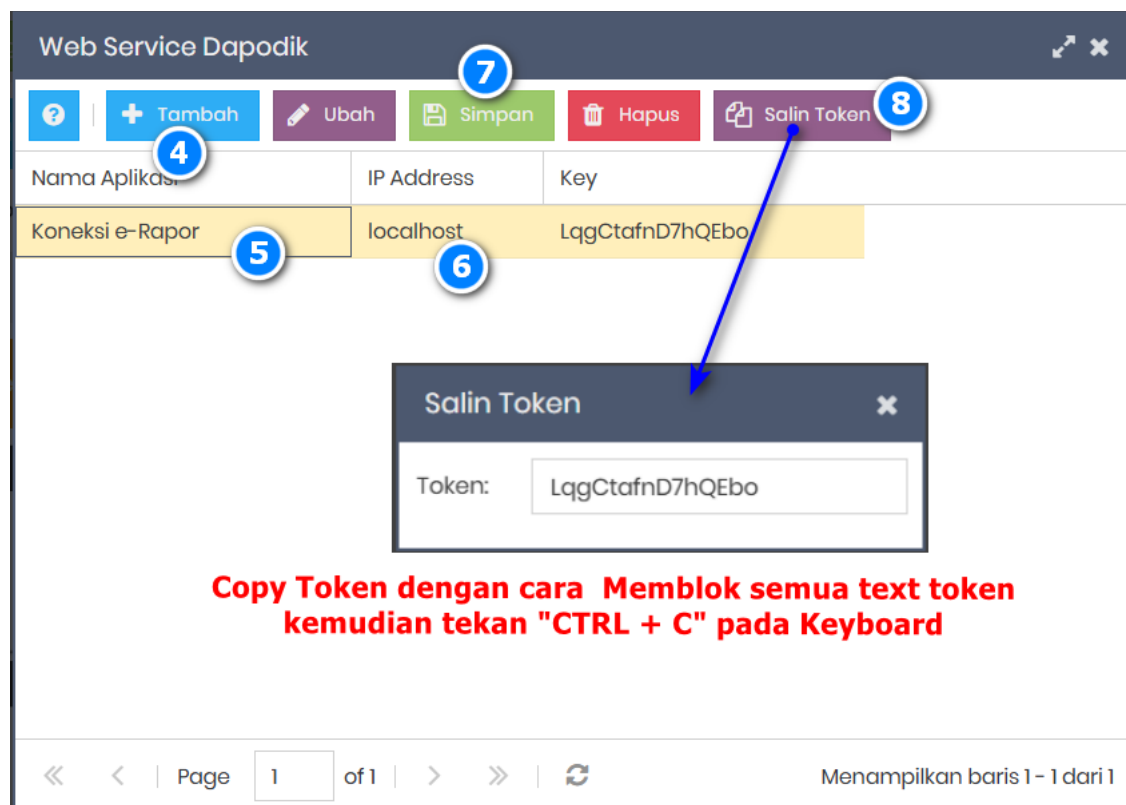 Web Service Dapodik
7
Tambah Ubah Simpan Hapus Salin Token 8
4
Nama Aplikasi IP Address Key
Koneksi e-Rapor localhost LqgCtafnD7hQEbo
5 6
Salin Token
Token: LqgCtafnD7hQEbo
Copy Token dengan cara Memblok semua text token
kemudian tekan "CTRL + C" pada Keyboard
Page 1 of 1 Menampilkan baris 1 - 1 dari 1